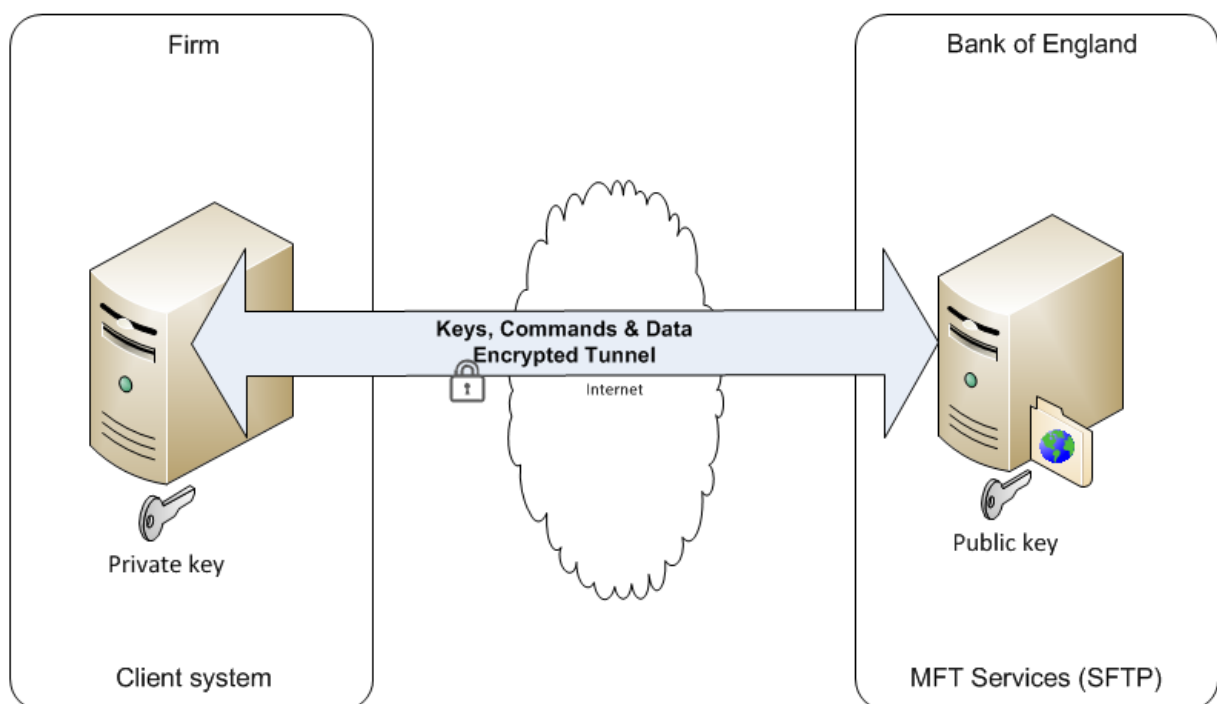 Firm
Bank of England
Keys, Commands & Data
Encrypted Tunnel
Internet
Private key
Public key
Client system
MFT Services (SFTP)